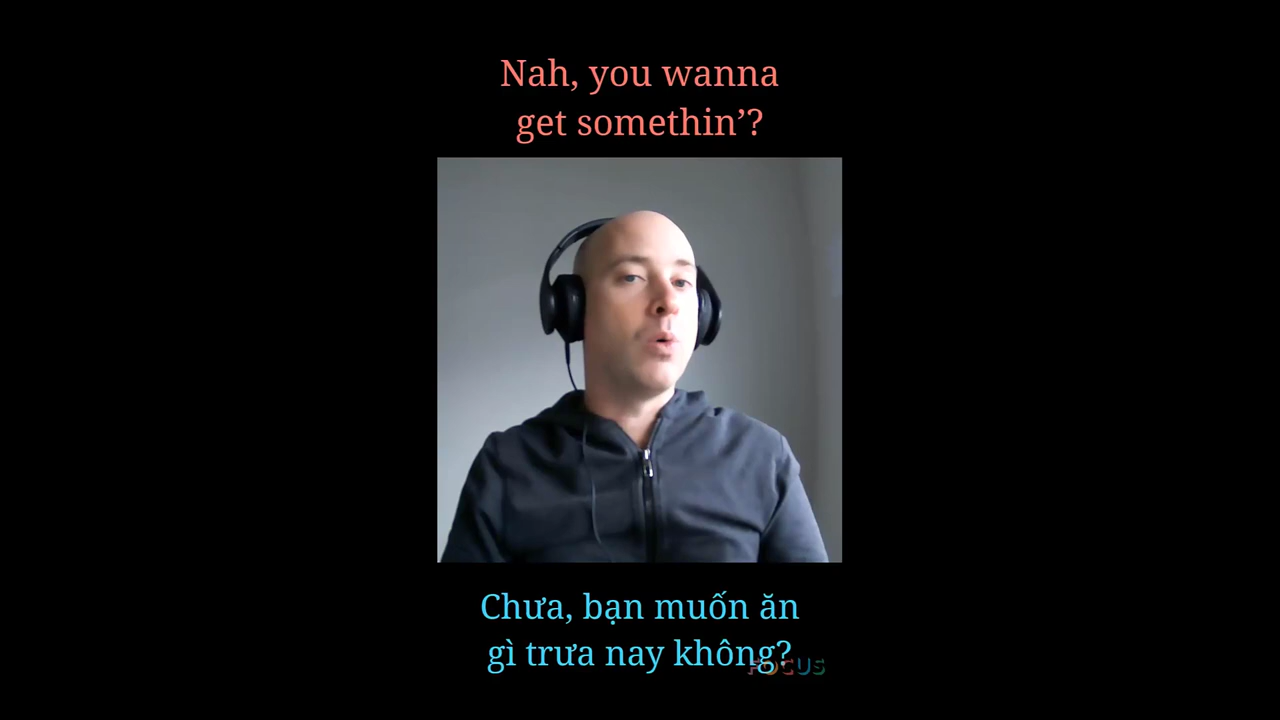 Nah, you wanna
get somethin’?
Chưa, bạn muốn ăn
gì trưa nay không?
FOCUS